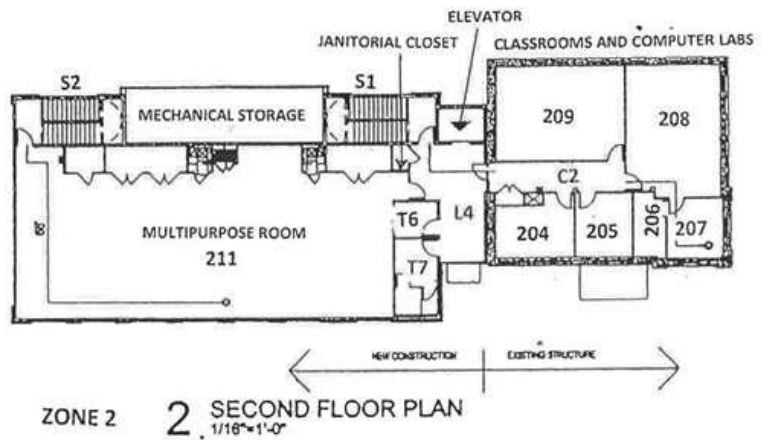 ELEVATOR
JANITORIAL CLOSET
CLASSROOMS AND COMPUTER LABS
S2
S1
MECHANICAL STORAGE
209
208
C2
T6
L4
204
205
206
207
MULTIPURPOSE ROOM
211
T7
NEW CONSTRUCTION
EXISTING STRUCTURE
ZONE 2
2
SECOND FLOOR PLAN
1/16"=1'-0"